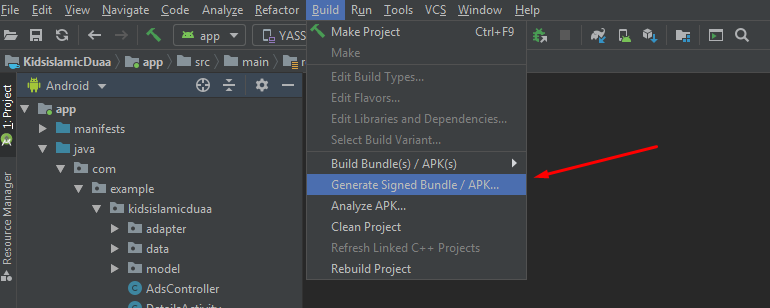 File Edit View Navigate Code Analyze Refactor Build Run Tools VCS Window Help
app
YASS
KidsislamicDuaa app src main
1: Project
Resource Manager
Android
app
manifests
java
com
example
kidsislamicduaa
adapter
data
model
AdsController
DetailsActivity
Make Project Ctrl+F9
Make
Edit Build Types...
Edit Flavors...
Edit Libraries and Dependencies...
Select Build Variant...
Build Bundle(s) / APK(s)
Generate Signed Bundle / APK...
Analyze APK...
Clean Project
Refresh Linked C++ Projects
Rebuild Project